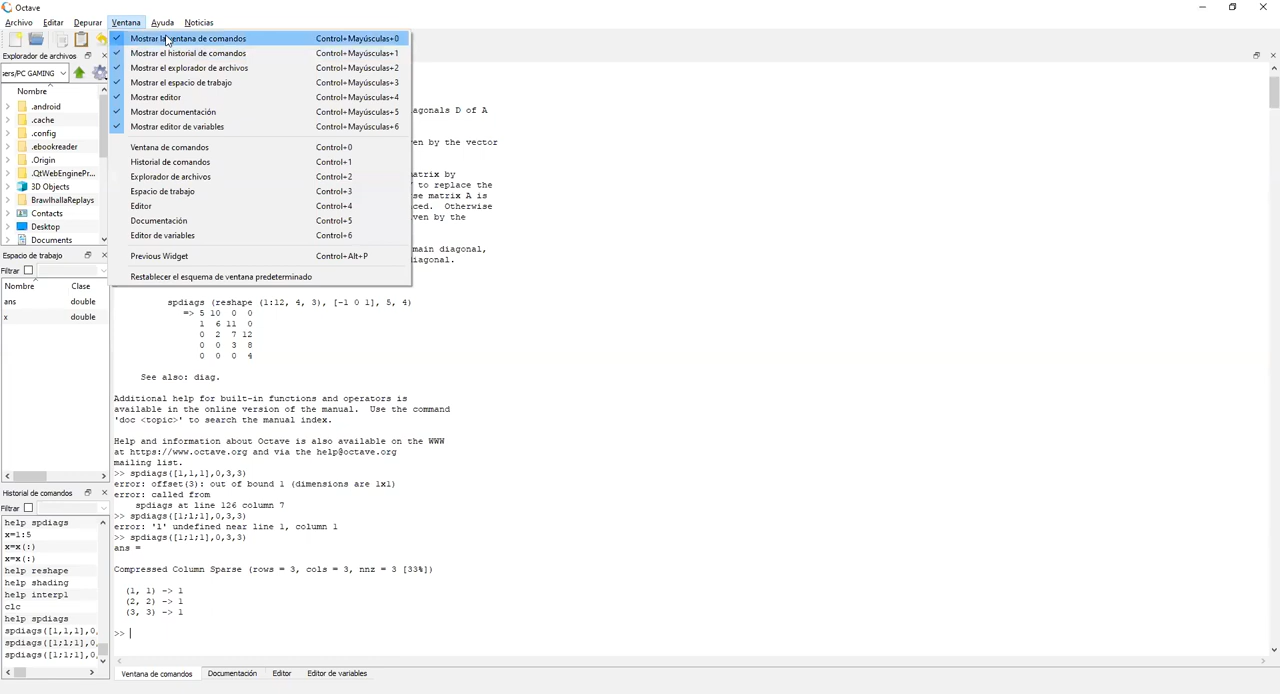 Octave
Archivo Editar Depurar Ventana Ayuda Noticias
Mostrar la ventana de comandos Control+Mayúsculas+0
Mostrar el historial de comandos Control+Mayúsculas+1
Mostrar el explorador de archivos Control+Mayúsculas+2
Mostrar el espacio de trabajo Control+Mayúsculas+3
Mostrar editor Control+Mayúsculas+4
Mostrar documentación Control+Mayúsculas+5
Mostrar editor de variables Control+Mayúsculas+6
Ventana de comandos Control+0
Historial de comandos Control+1
Explorador de archivos Control+2
Espacio de trabajo Control+3
Editor Control+4
Documentación Control+5
Editor de variables Control+6
Previous Widget Control+Alt+P
Restablecer el esquema de ventana predeterminado
Explorador de archivos
sers/PC GAMING
Nombre
.android
.cache
.config
.ebookreader
.Origin
.QtWebEnginePr...
3D Objects
BrawlhallaReplays
Contacts
Desktop
Documents
Espacio de trabajo
Filtrar
Nombre Clase
ans double
x double
Historial de comandos
Filtrar
help spdiags
x=1:5
x=x(:)
x=x(:)
help reshape
help shading
help interp1
clc
help spdiags
spdiags([1,1,1],0,
spdiags([1;1;1],0,
spdiags([1;1;1],0,
agonals D of A
en by the vector
atrix by
' to replace the
se matrix A is
ced.  Otherwise
ven by the
main diagonal,
iagonal.
spdiags (reshape (1:12, 4, 3), [-1 0 1], 5, 4)
=> 5 10 0 0
1 6 11 0
0 2 7 12
0 0 3 8
0 0 0 4
See also: diag.
Additional help for built-in functions and operators is
available in the online version of the manual.  Use the command
'doc <topic>' to search the manual index.
Help and information about Octave is also available on the WWW
at https://www.octave.org and via the help@octave.org
mailing list.
>> spdiags([1,1,1],0,3,3)
error: offset(3): out of bound 1 (dimensions are 1x1)
error: called from
spdiags at line 126 column 7
>> spdiags([1;l;1],0,3,3)
error: 'l' undefined near line 1, column 1
>> spdiags([1;1;1],0,3,3)
ans =
Compressed Column Sparse (rows = 3, cols = 3, nnz = 3 [33%])
(1, 1) -> 1
(2, 2) -> 1
(3, 3) -> 1
>>
Ventana de comandos Documentación Editor Editor de variables